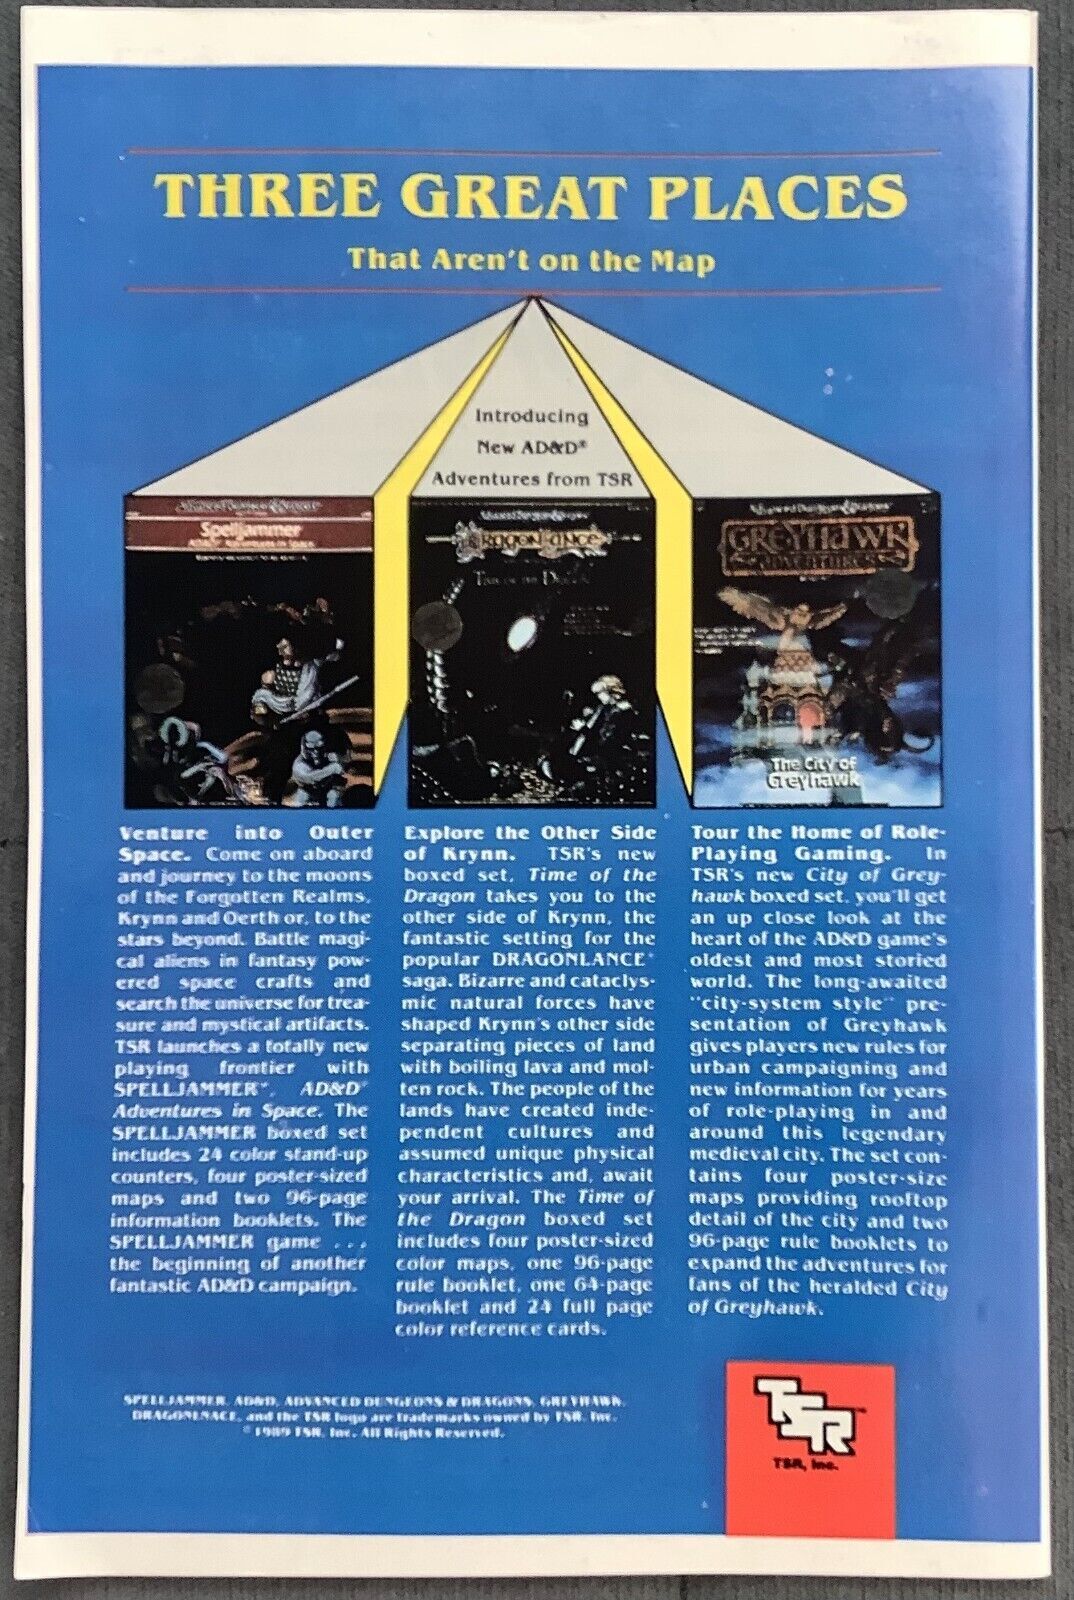 THREE GREAT PLACES
That Aren't on the Map
Introducing
New AD&D®
Adventures from TSR
Advanced Dungeons & Dragons
Spelljammer
Advanced Dungeons & Dragons
DRAGONLANCE
Time of the Dragon
Advanced Dungeons & Dragons
GREYHAWK
ADVENTURES
The City of
Greyhawk
Venture into Outer
Space. Come on aboard
and journey to the moons
of the Forgotten Realms,
Krynn and Oerth or, to the
stars beyond. Battle magi-
cal aliens in fantasy pow-
ered space crafts and
search the universe for trea-
sure and mystical artifacts.
TSR launches a totally new
playing frontier with
SPELLJAMMER™, AD&D®
Adventures in Space. The
SPELLJAMMER boxed set
includes 24 color stand-up
counters, four poster-sized
maps and two 96-page
information booklets. The
SPELLJAMMER game . . .
the beginning of another
fantastic AD&D campaign.
Explore the Other Side
of Krynn. TSR's new
boxed set, Time of the
Dragon takes you to the
other side of Krynn, the
fantastic setting for the
popular DRAGONLANCE®
saga. Bizarre and cataclys-
mic natural forces have
shaped Krynn's other side
separating pieces of land
with boiling lava and mol-
ten rock. The people of the
lands have created inde-
pendent cultures and
assumed unique physical
characteristics and, await
your arrival. The Time of
the Dragon boxed set
includes four poster-sized
color maps, one 96-page
rule booklet, one 64-page
booklet and 24 full page
color reference cards.
Tour the Home of Role-
Playing Gaming. In
TSR's new City of Grey-
hawk boxed set, you'll get
an up close look at the
heart of the AD&D game's
oldest and most storied
world. The long-awaited
"city-system style" pre-
sentation of Greyhawk
gives players new rules for
urban campaigning and
new information for years
of role-playing in and
around this legendary
medieval city. The set con-
tains four poster-size
maps providing rooftop
detail of the city and two
96-page rule booklets to
expand the adventures for
fans of the heralded City
of Greyhawk.
SPELLJAMMER, AD&D, ADVANCED DUNGEONS & DRAGONS, GREYHAWK,
DRAGONLNACE, and the TSR logo are trademarks owned by TSR, Inc.
©1989 TSR, Inc. All Rights Reserved.
TSR™
TSR, Inc.